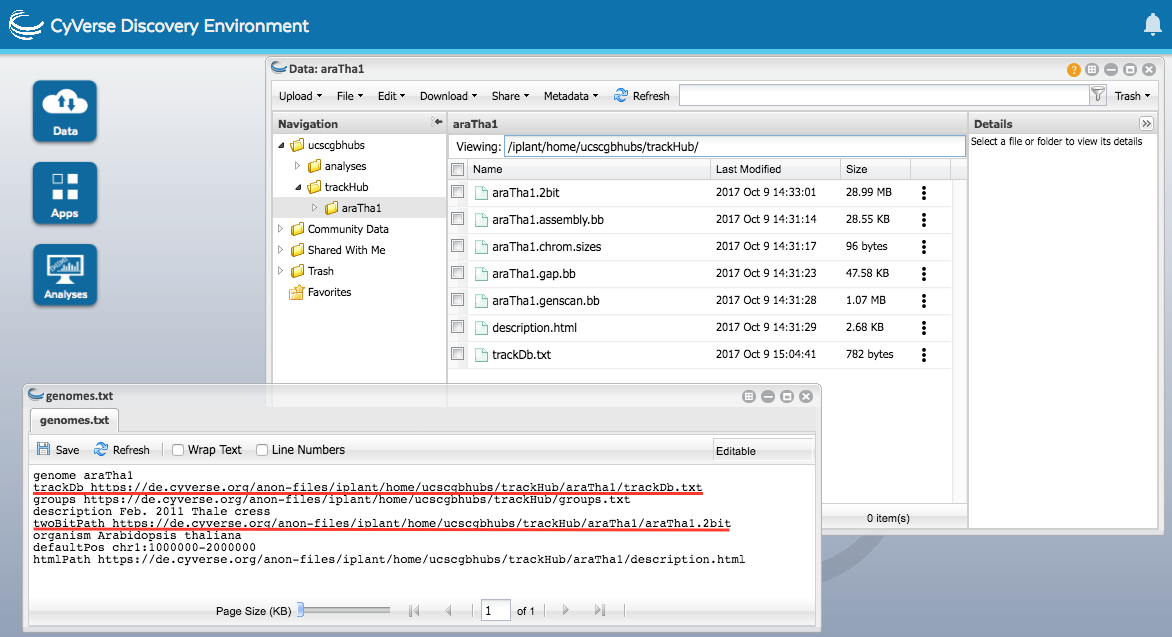 CyVerse Discovery Environment
Data
Apps
Analyses
Data: araTha1
Upload File Edit Download Share Metadata Refresh Trash
Navigation
ucscgbhubs
analyses
trackHub
araTha1
Community Data
Shared With Me
Trash
Favorites
araTha1
Viewing: /iplant/home/ucscgbhubs/trackHub/
Name Last Modified Size
araTha1.2bit 2017 Oct 9 14:33:01 28.99 MB
araTha1.assembly.bb 2017 Oct 9 14:31:14 28.55 KB
araTha1.chrom.sizes 2017 Oct 9 14:31:17 96 bytes
araTha1.gap.bb 2017 Oct 9 14:31:23 47.58 KB
araTha1.genscan.bb 2017 Oct 9 14:31:28 1.07 MB
description.html 2017 Oct 9 14:31:29 2.68 KB
trackDb.txt 2017 Oct 9 15:04:41 782 bytes
0 item(s)
Details
Select a file or folder to view its details
genomes.txt
genomes.txt
Save Refresh Wrap Text Line Numbers Editable
genome araTha1
trackDb https://de.cyverse.org/anon-files/iplant/home/ucscgbhubs/trackHub/araTha1/trackDb.txt
groups https://de.cyverse.org/anon-files/iplant/home/ucscgbhubs/trackHub/groups.txt
description Feb. 2011 Thale cress
twoBitPath https://de.cyverse.org/anon-files/iplant/home/ucscgbhubs/trackHub/araTha1/araTha1.2bit
organism Arabidopsis thaliana
defaultPos chr1:1000000-2000000
htmlPath https://de.cyverse.org/anon-files/iplant/home/ucscgbhubs/trackHub/araTha1/description.html
Page Size (KB) 1 of 1